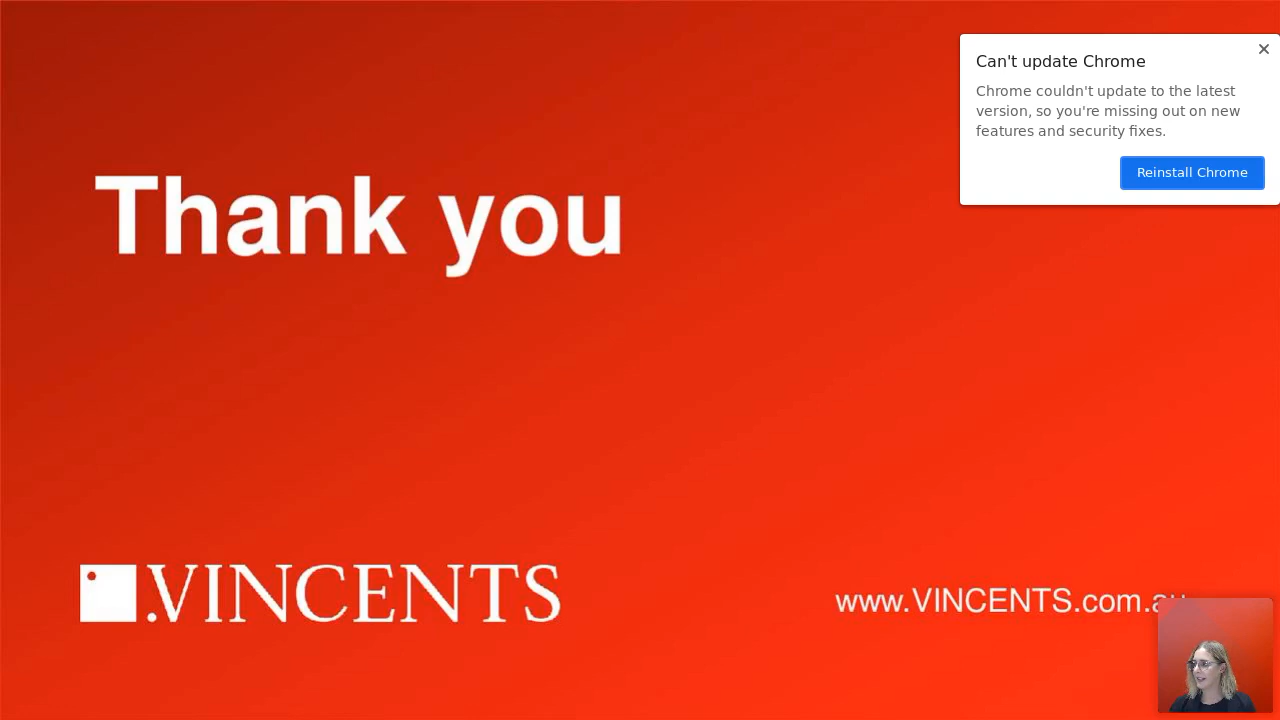 Can't update Chrome
Chrome couldn't update to the latest
version, so you're missing out on new
features and security fixes.
Reinstall Chrome
Thank you
.VINCENTS
www.VINCENTS.com.au